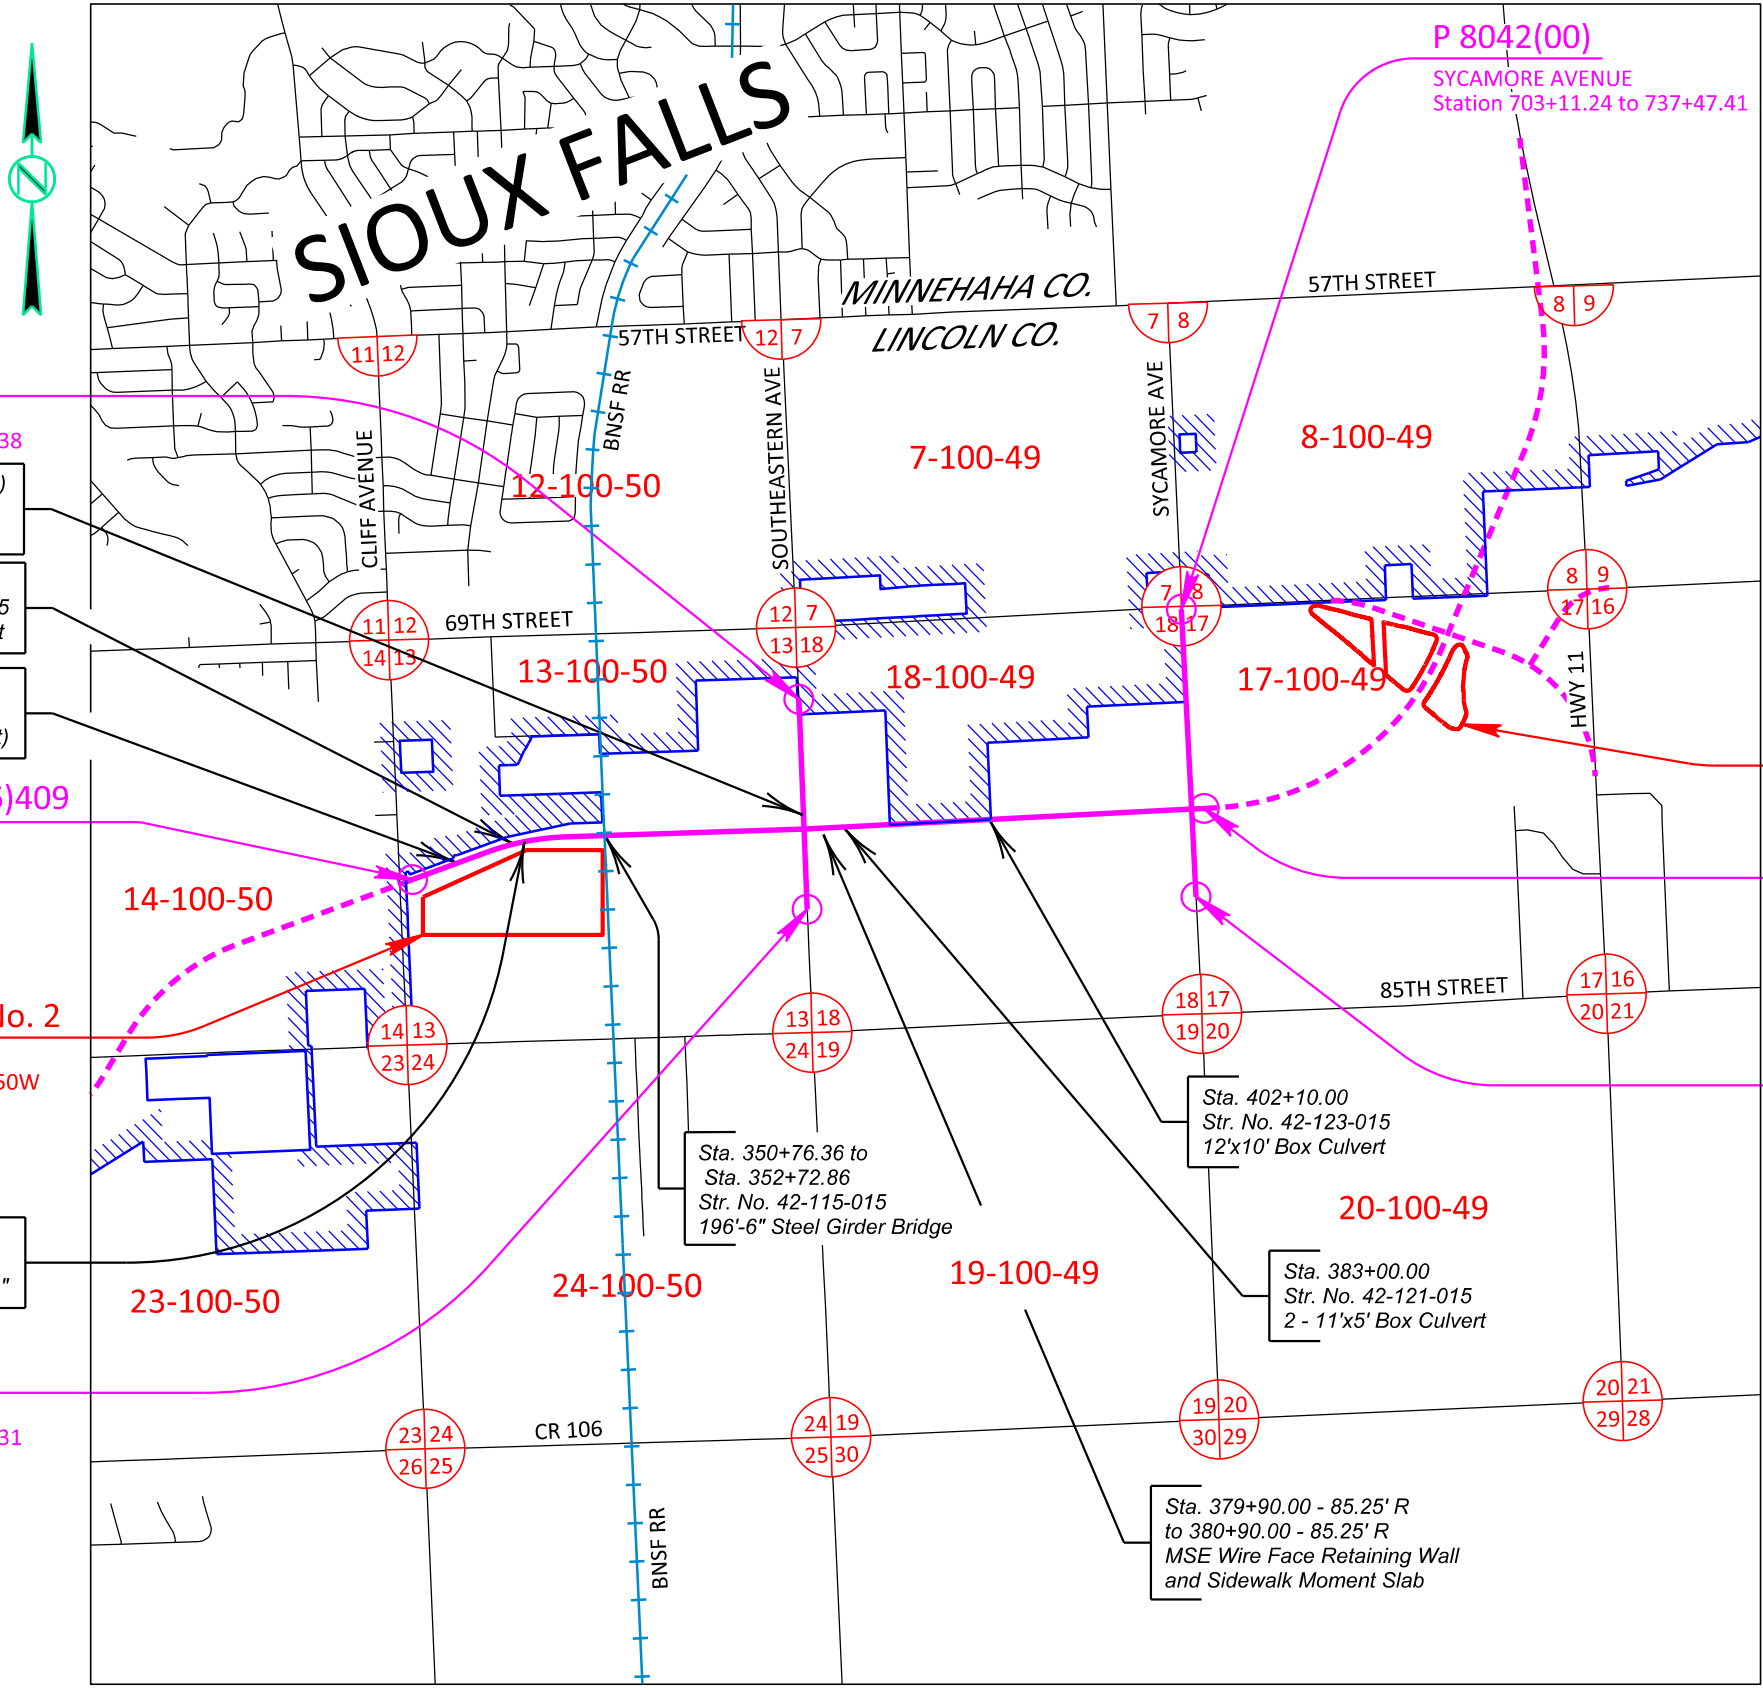 P 8042(00)
SYCAMORE AVENUE
Station 703+11.24 to 737+47.41
N
SIOUX FALLS
MINNEHAHA CO.
LINCOLN CO.
57TH STREET
57TH STREET
8 9
7 8
12 7
11 12
BNSF RR
CLIFF AVENUE
SOUTHEASTERN AVE
SYCAMORE AVE
38
)
12-100-50
7-100-49
8-100-49
5
t
69TH STREET
11 12
14 13
12 7
13 18
7 8
18 17
8 9
17 16
13-100-50
18-100-49
17-100-49
HWY 11
t)
)409
14-100-50
No. 2
50W
85TH STREET
14 13
23 24
13 18
24 19
18 17
19 20
17 16
20 21
Sta. 402+10.00
Str. No. 42-123-015
12'x10' Box Culvert
Sta. 350+76.36 to
Sta. 352+72.86
Str. No. 42-115-015
196'-6" Steel Girder Bridge
20-100-49
"
23-100-50
24-100-50
19-100-49
Sta. 383+00.00
Str. No. 42-121-015
2 - 11'x5' Box Culvert
31
CR 106
23 24
26 25
24 19
25 30
19 20
30 29
20 21
29 28
BNSF RR
Sta. 379+90.00 - 85.25' R
to 380+90.00 - 85.25' R
MSE Wire Face Retaining Wall
and Sidewalk Moment Slab